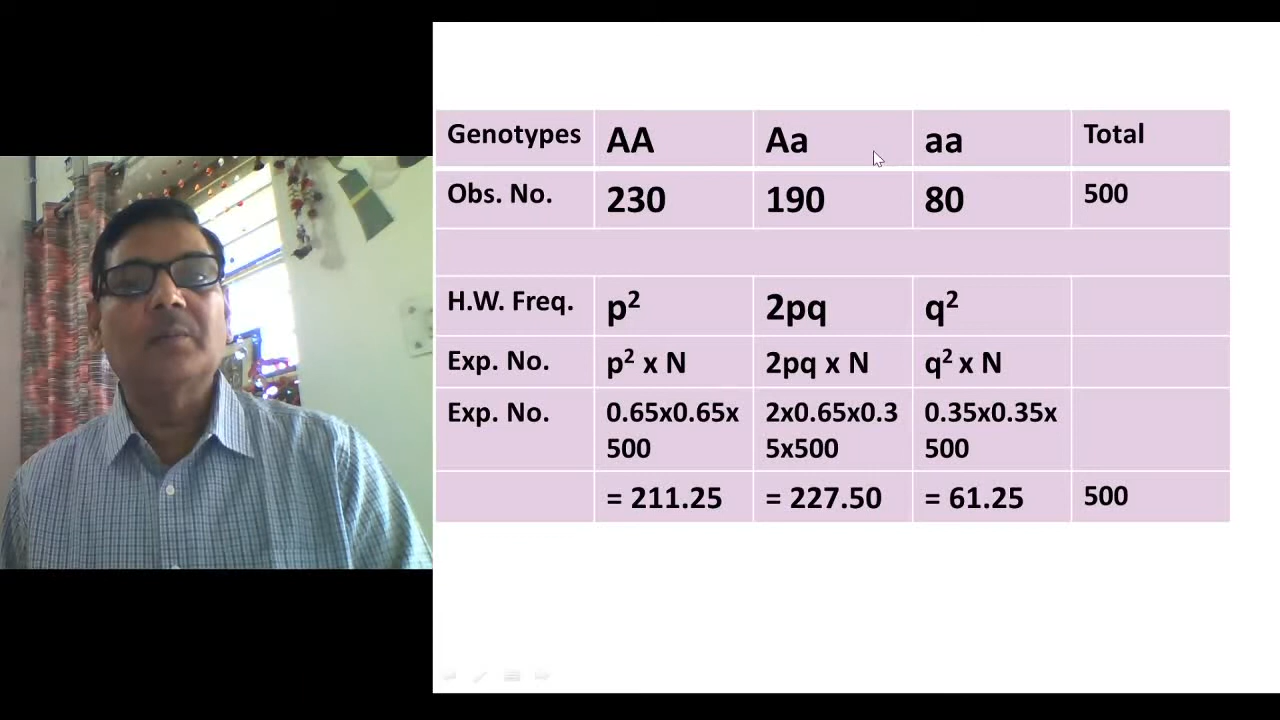 Genotypes AA Aa aa Total
Obs. No. 230 190 80 500
H.W. Freq. p² 2pq q²
Exp. No. p² x N 2pq x N q² x N
Exp. No. 0.65x0.65x 2x0.65x0.3 0.35x0.35x
500 5x500 500
= 211.25 = 227.50 = 61.25 500